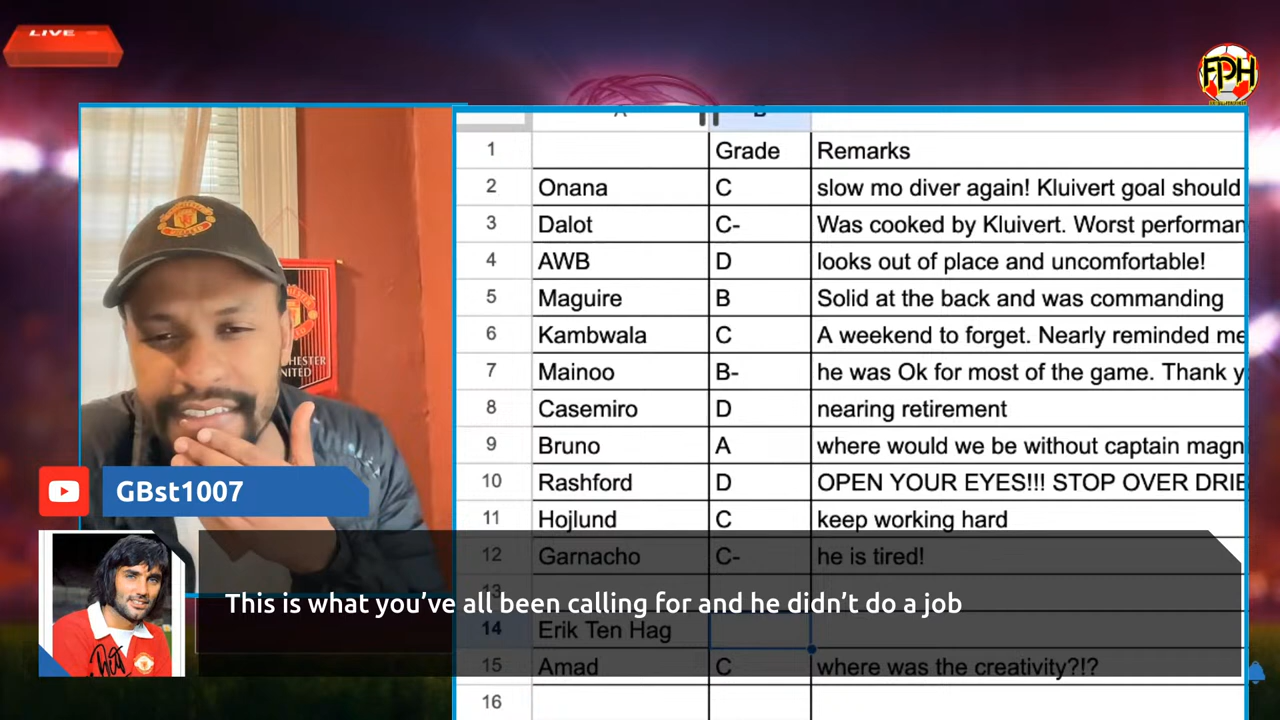 LIVE
FPH
A B
1 Grade Remarks
2 Onana C slow mo diver again! Kluivert goal should
3 Dalot C- Was cooked by Kluivert. Worst performan
4 AWB D looks out of place and uncomfortable!
5 Maguire B Solid at the back and was commanding
6 Kambwala C A weekend to forget. Nearly reminded me
7 Mainoo B- he was Ok for most of the game. Thank y
8 Casemiro D nearing retirement
9 Bruno A where would we be without captain magn
10 Rashford D OPEN YOUR EYES!!! STOP OVER DRIB
11 Hojlund C keep working hard
12 Garnacho C- he is tired!
13
14 Erik Ten Hag
15 Amad C where was the creativity?!?
16
HESTER
NITED
GBst1007
This is what you’ve all been calling for and he didn’t do a job